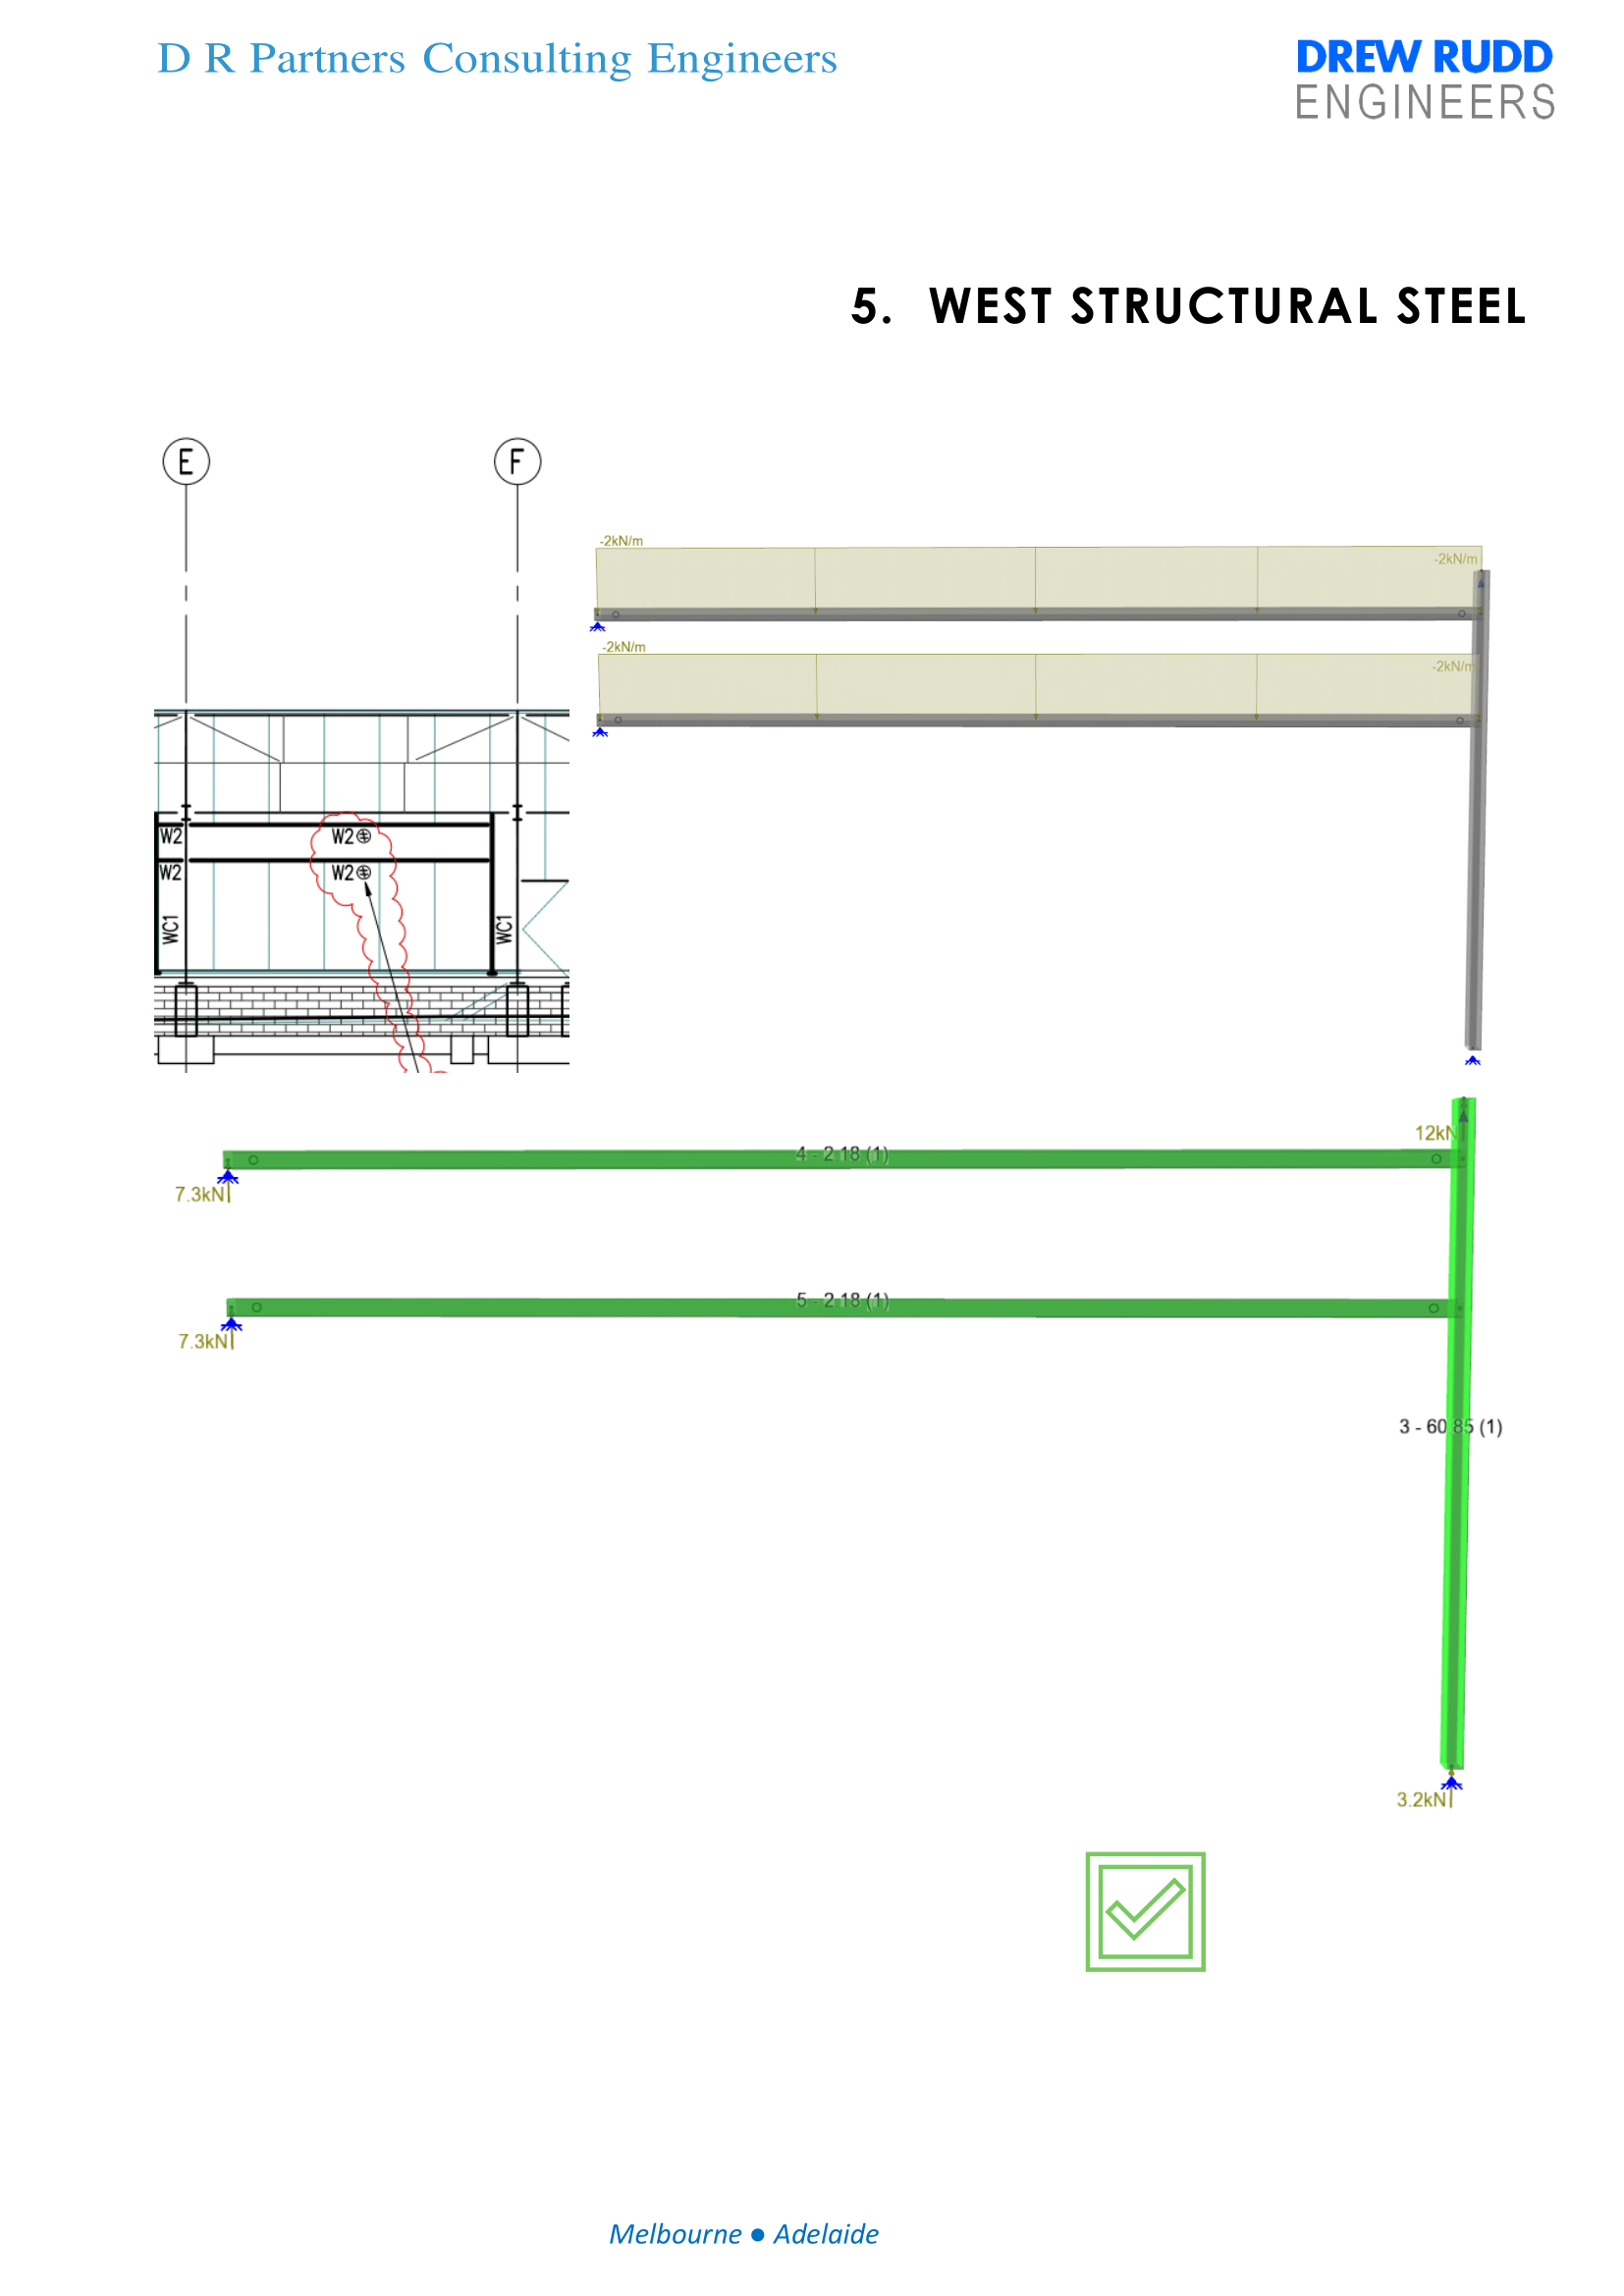 D R Partners Consulting Engineers
DREW RUDD
ENGINEERS
5. WEST STRUCTURAL STEEL
E
F
-2kN/m
-2kN/m
-2kN/m
-2kN/m
W2
W2
W2
W2
WC1
WC1
12kN
4 - 2.18 (1)
7.3kN
5 - 2.18 (1)
7.3kN
3 - 60.85 (1)
3.2kN
Melbourne ● Adelaide